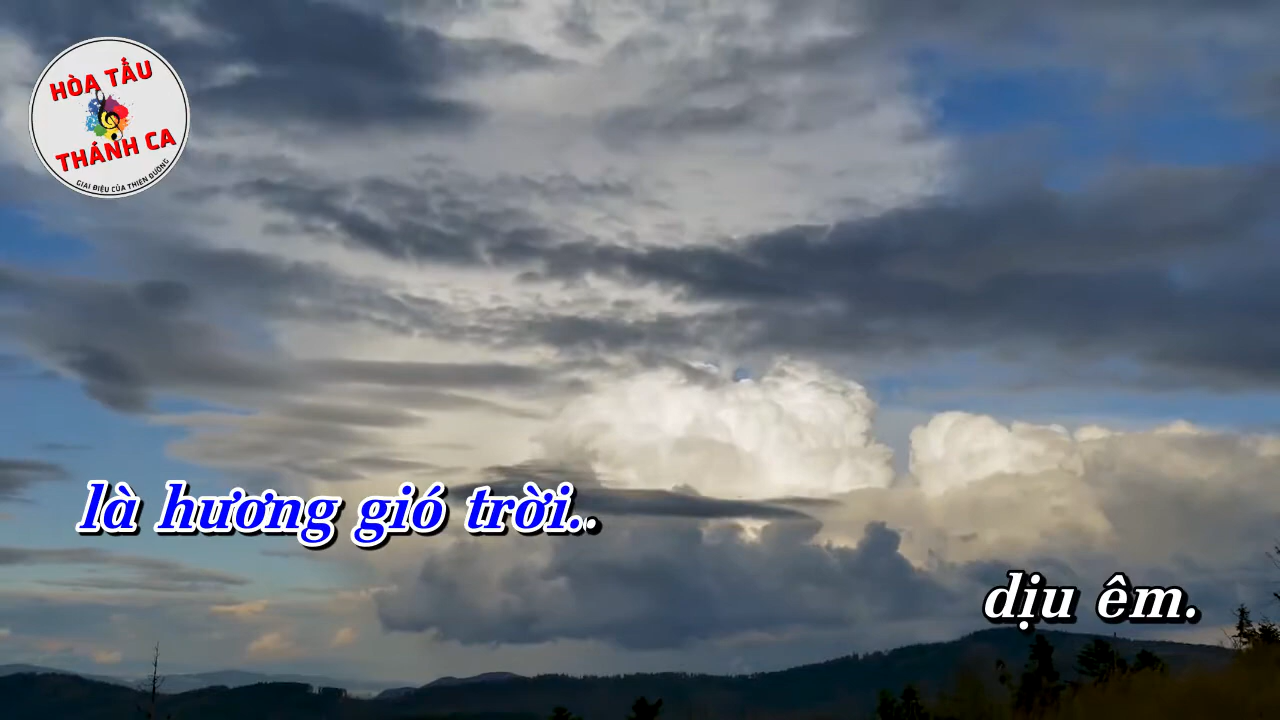 HÒA TẤU
THÁNH CA
GIAI ĐIỆU CỦA THIÊN ĐƯỜNG
là hương gió trời..
dịu êm.